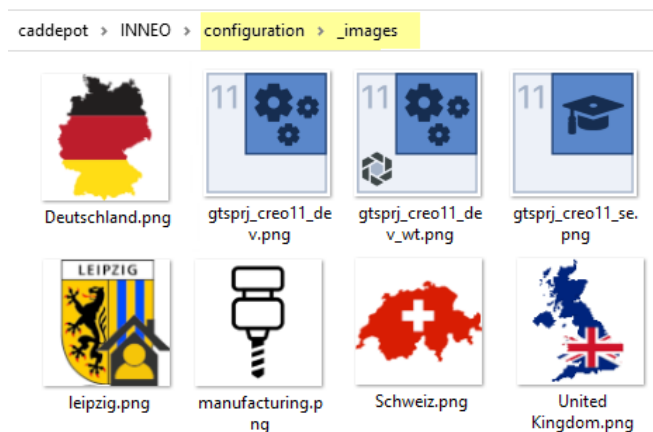 caddepot > INNEO > configuration > _images
11
11
11
Deutschland.png
gtsprj_creo11_de
v.png
gtsprj_creo11_de
v_wt.png
gtsprj_creo11_se.
png
LEIPZIG
leipzig.png
manufacturing.p
ng
Schweiz.png
United
Kingdom.png